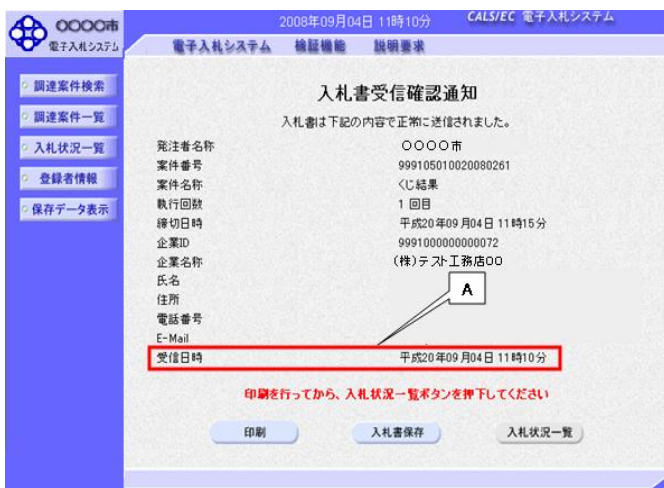 〇〇〇〇市
電子入札システム
2008年09月04日 11時10分
CALS/EC 電子入札システム
電子入札システム 検証機能 説明要求
調達案件検索
調達案件一覧
入札状況一覧
登録者情報
保存データ表示
入札書受信確認通知
入札書は下記の内容で正常に送信されました。
発注者名称 〇〇〇〇市
案件番号 999105010020080261
案件名称 くじ結果
執行回数 1 回目
締切日時 平成20年09月04日 11時15分
企業ID 9991000000000072
企業名称 (株)テスト工務店〇〇
氏名
住所
A
電話番号
E-Mail
受信日時 平成20年09月04日 11時10分
印刷を行ってから、入札状況一覧ボタンを押下してください
印刷 入札書保存 入札状況一覧